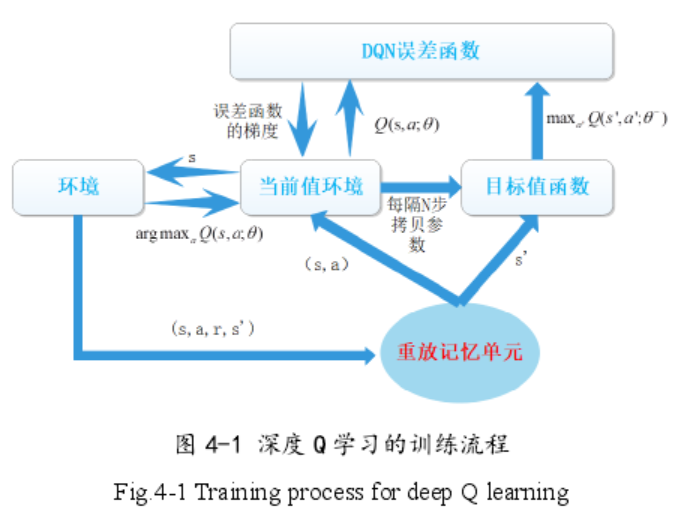 DQN误差函数
误差函数
的梯度
Q(s,a;θ)
maxₐ' Q(s',a';θ⁻)
s
环境
当前值环境
目标值函数
arg maxₐ Q(s,a;θ)
每隔N步
拷贝参
数
(s,a)
s'
(s,a,r,s')
重放记忆单元
图 4-1 深度 Q 学习的训练流程
Fig.4-1 Training process for deep Q learning